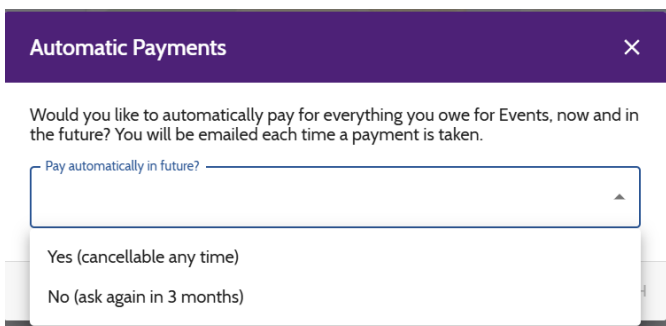 Automatic Payments
Would you like to automatically pay for everything you owe for Events, now and in
the future? You will be emailed each time a payment is taken.
Pay automatically in future?
Yes (cancellable any time)
No (ask again in 3 months)